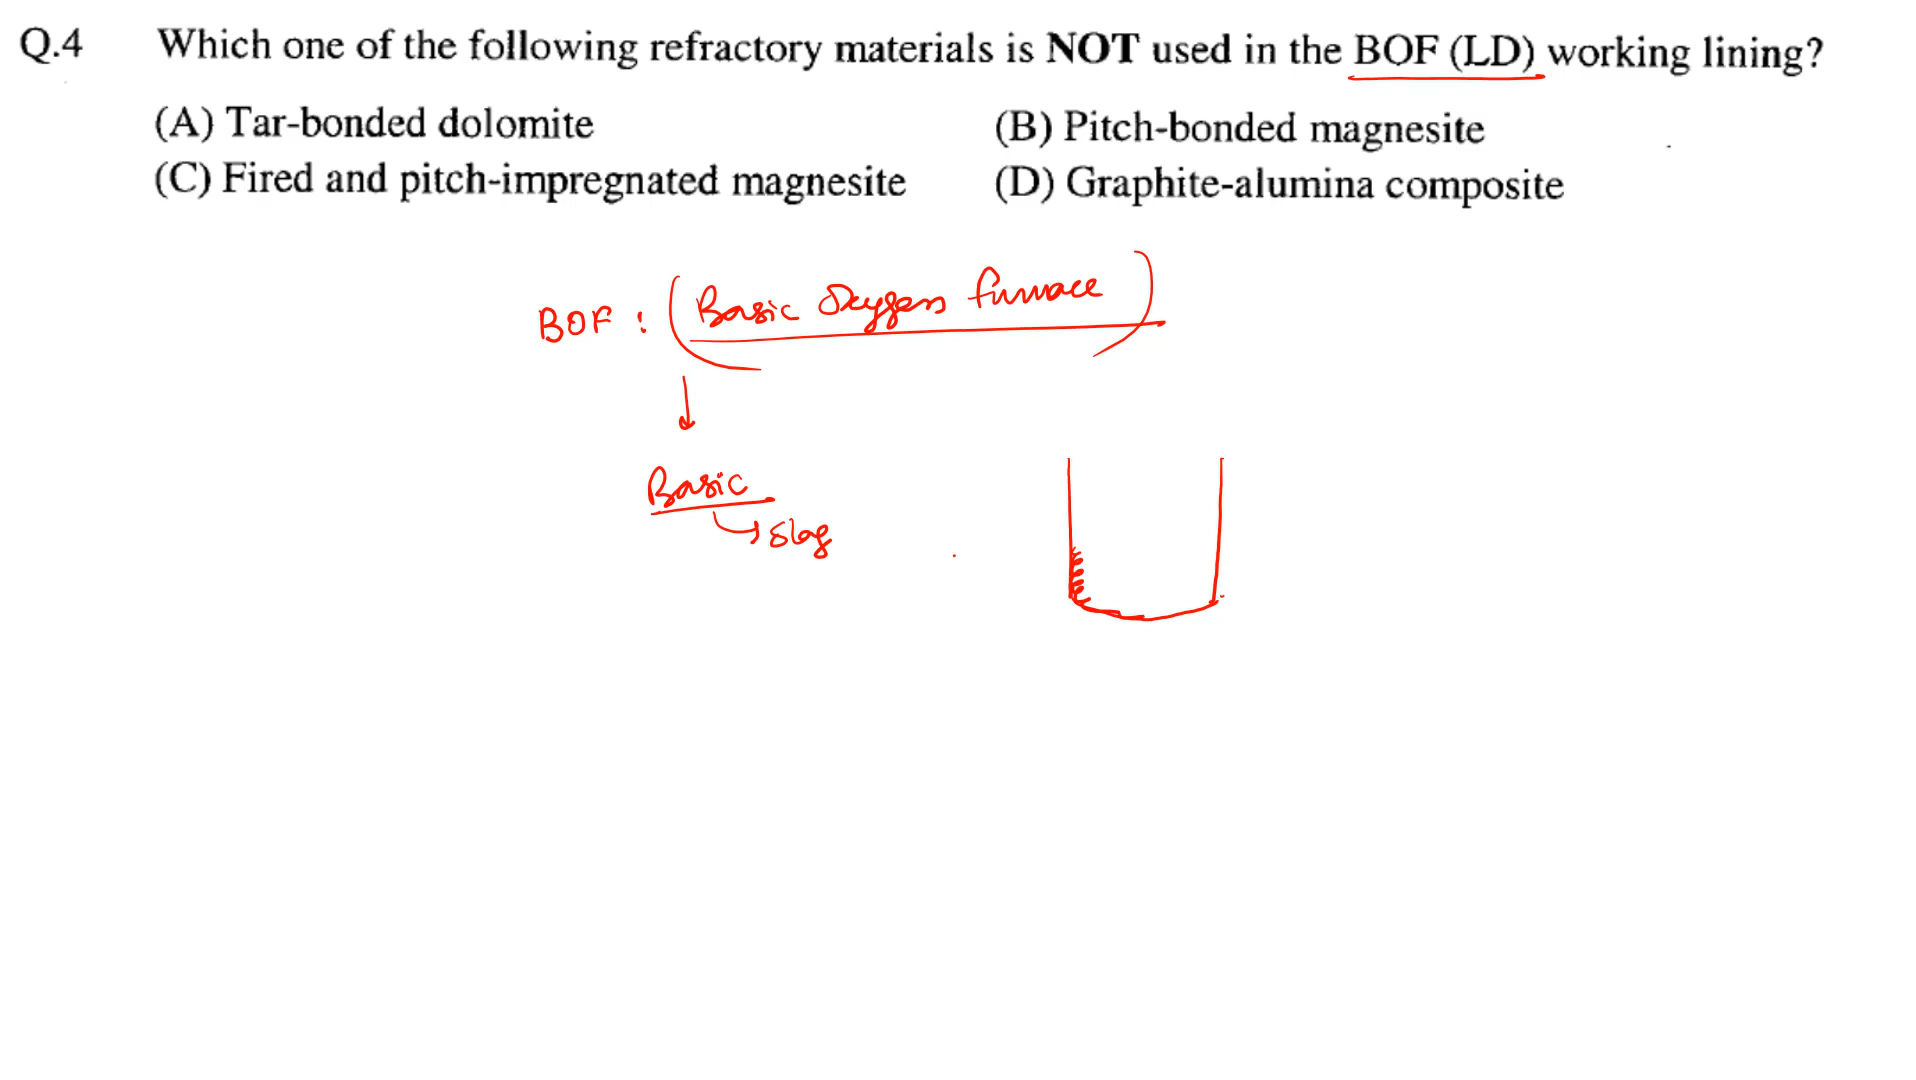 Q.4 Which one of the following refractory materials is NOT used in the BOF (LD) working lining?
(A) Tar-bonded dolomite (B) Pitch-bonded magnesite
(C) Fired and pitch-impregnated magnesite (D) Graphite-alumina composite
BOF : (Basic Oxygen furnace)
Basic
slag